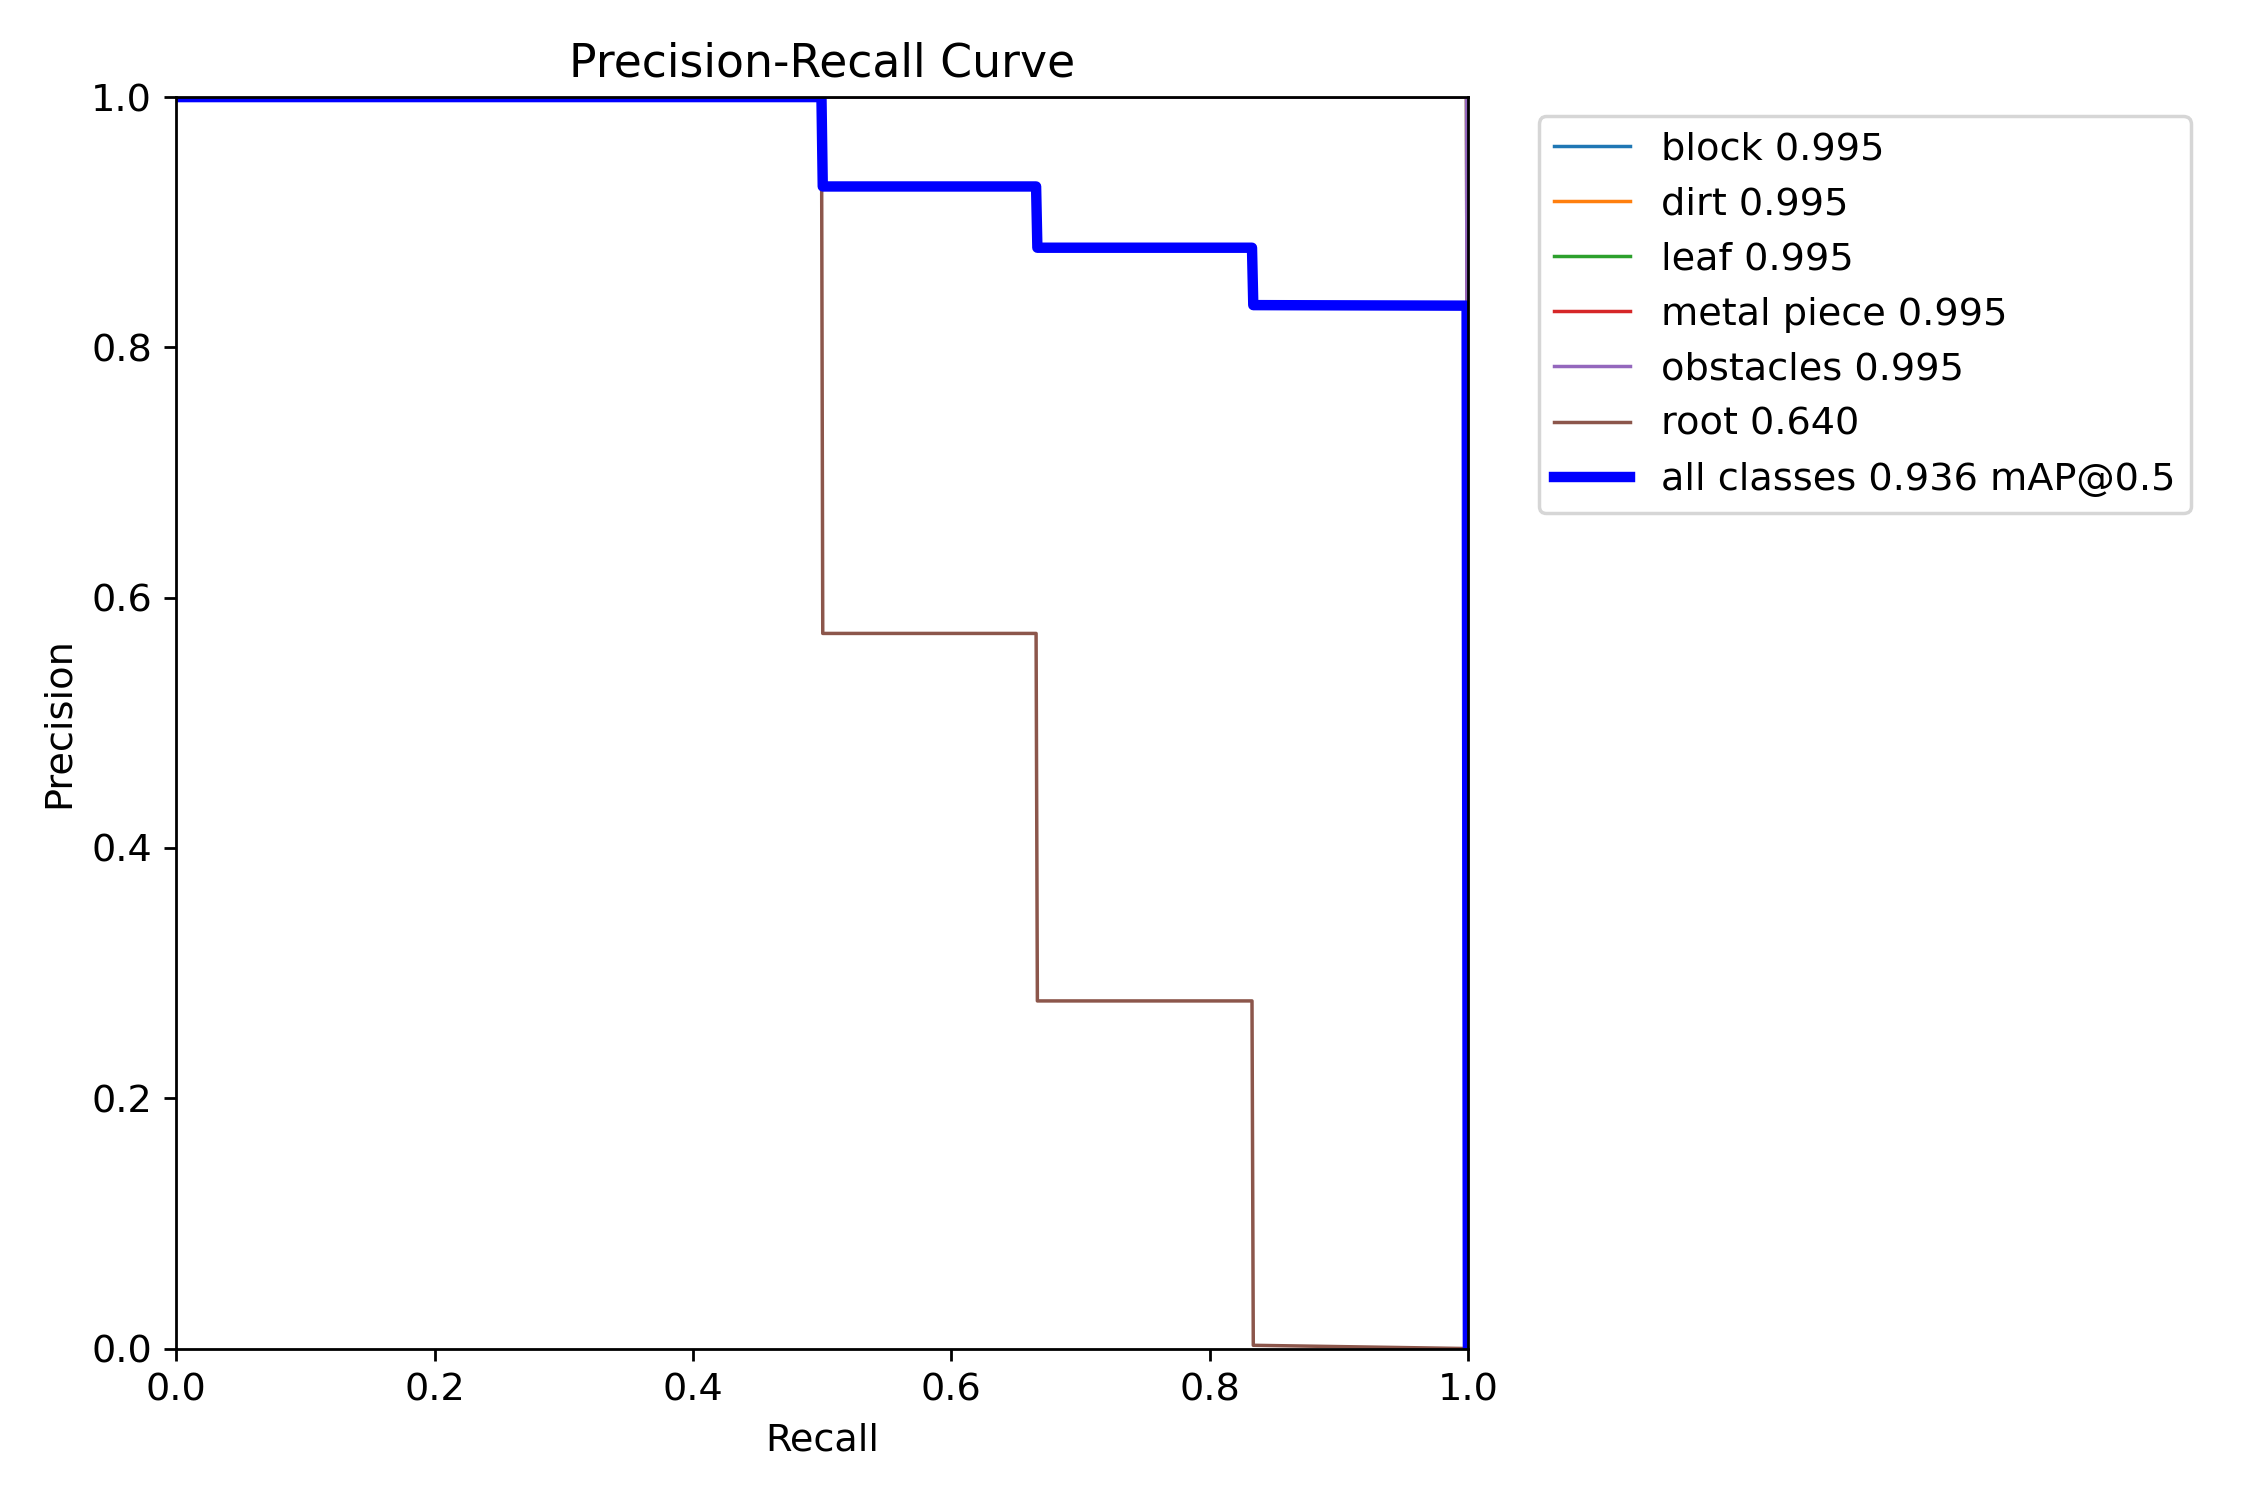 Precision-Recall Curve
1.0
0.8
0.6
0.4
0.2
0.0
Precision
0.0 0.2 0.4 0.6 0.8 1.0
Recall
block 0.995
dirt 0.995
leaf 0.995
metal piece 0.995
obstacles 0.995
root 0.640
all classes 0.936 mAP@0.5